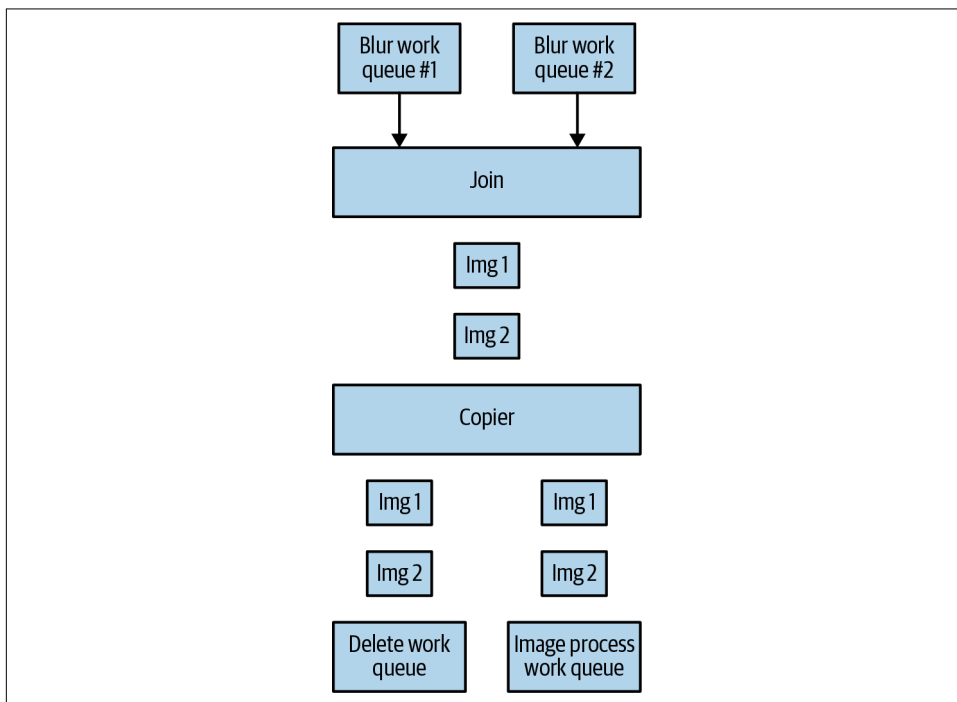 Blur work
queue #1
Blur work
queue #2
Join
Img 1
Img 2
Copier
Img 1
Img 1
Img 2
Img 2
Delete work
queue
Image process
work queue